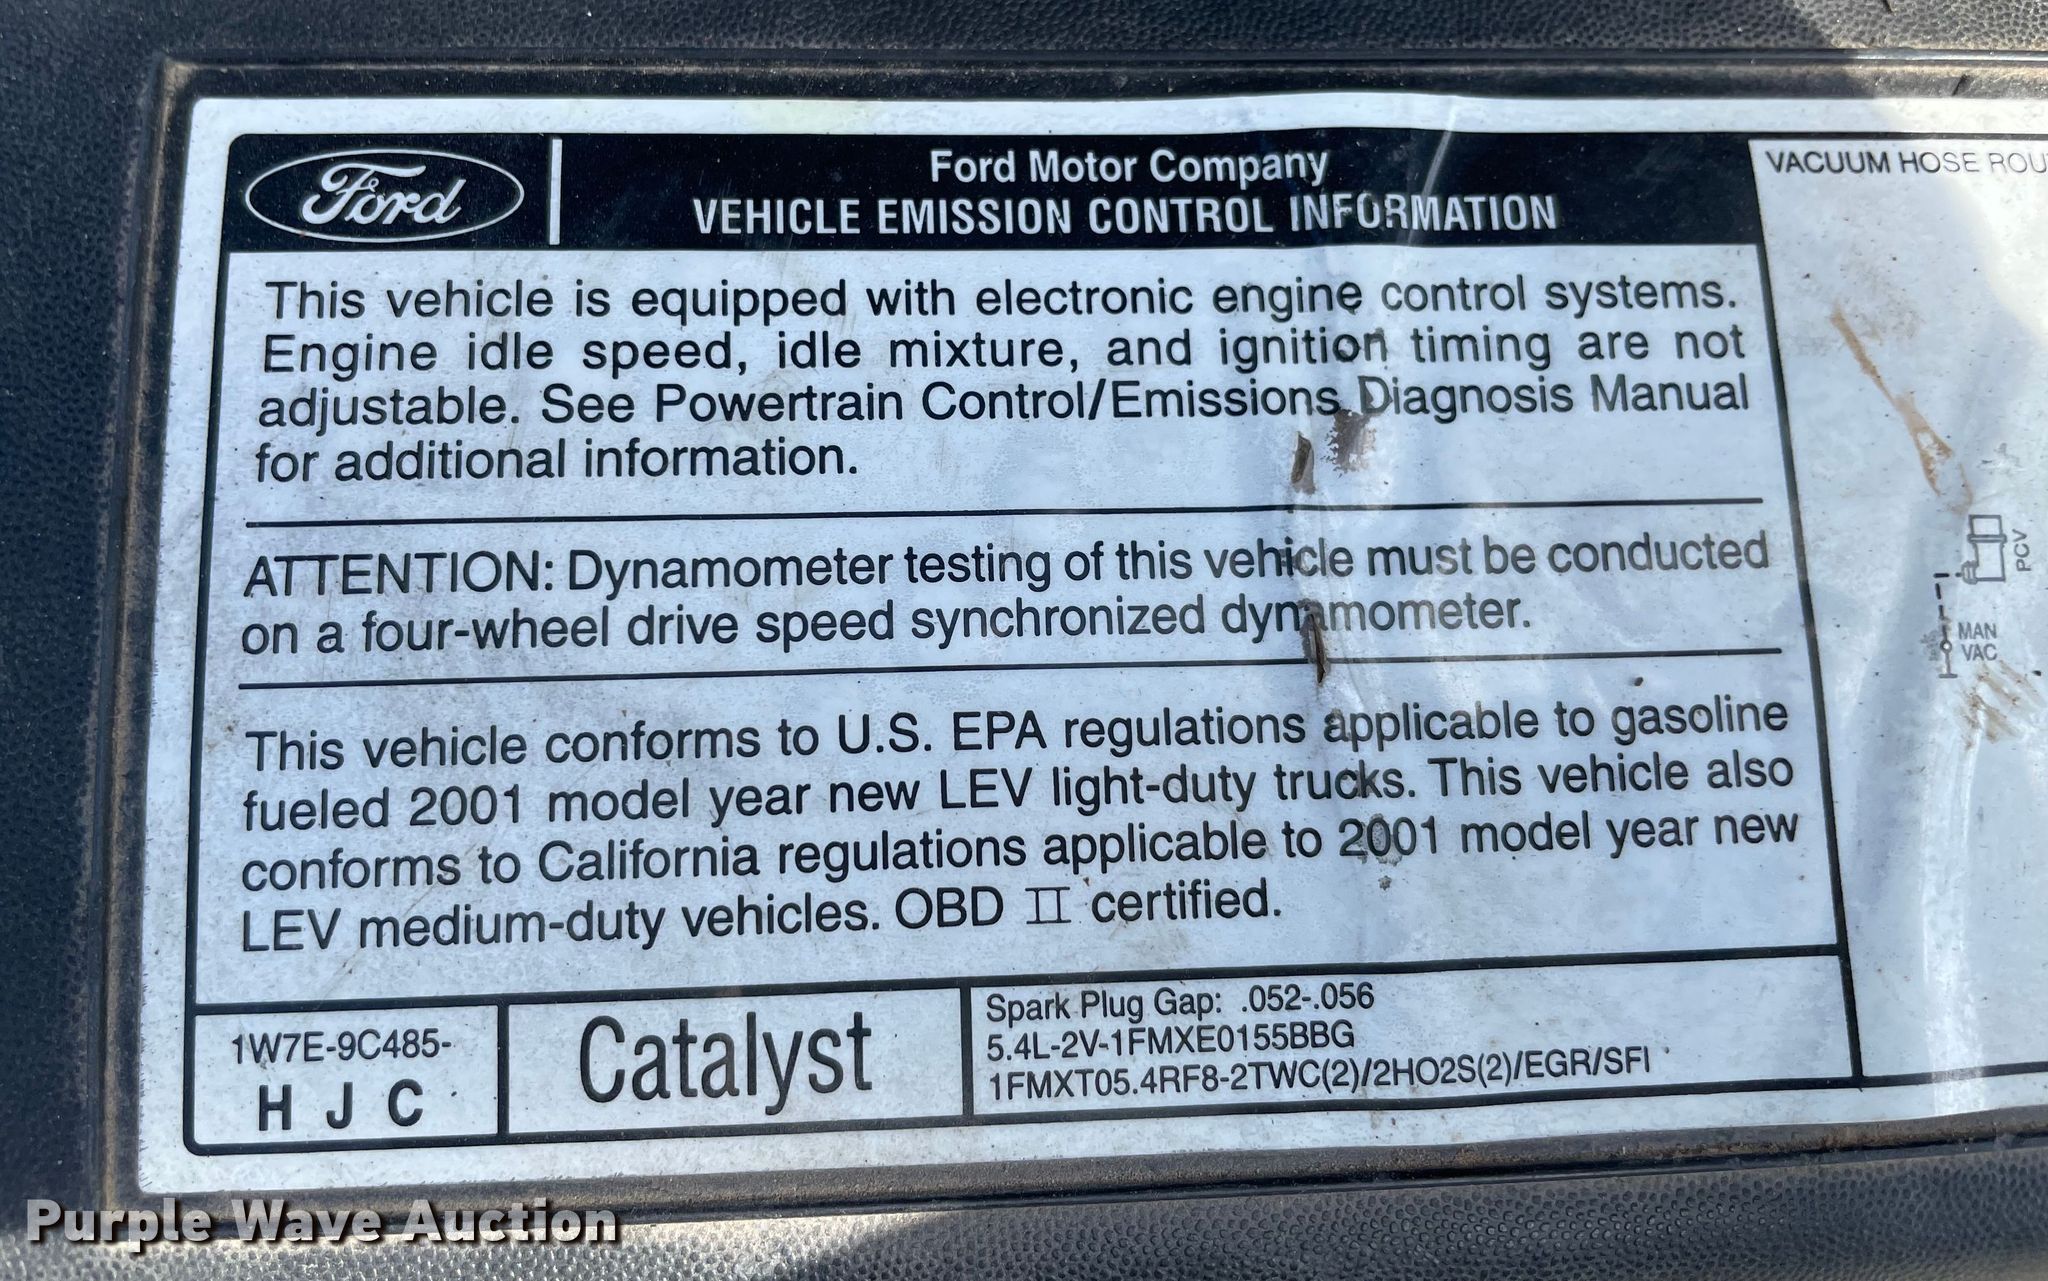 Ford
Ford Motor Company
VEHICLE EMISSION CONTROL INFORMATION
This vehicle is equipped with electronic engine control systems.
Engine idle speed, idle mixture, and ignition timing are not
adjustable. See Powertrain Control/Emissions Diagnosis Manual
for additional information.
ATTENTION: Dynamometer testing of this vehicle must be conducted
on a four-wheel drive speed synchronized dynamometer.
This vehicle conforms to U.S. EPA regulations applicable to gasoline
fueled 2001 model year new LEV light-duty trucks. This vehicle also
conforms to California regulations applicable to 2001 model year new
LEV medium-duty vehicles. OBD II certified.
1W7E-9C485-
H J C
Catalyst
Spark Plug Gap: .052-.056
5.4L-2V-1FMXE0155BBG
1FMXT05.4RF8-2TWC(2)/2HO2S(2)/EGR/SFI
VACUUM HOSE ROU
PCV
MAN
VAC
Purple Wave Auction